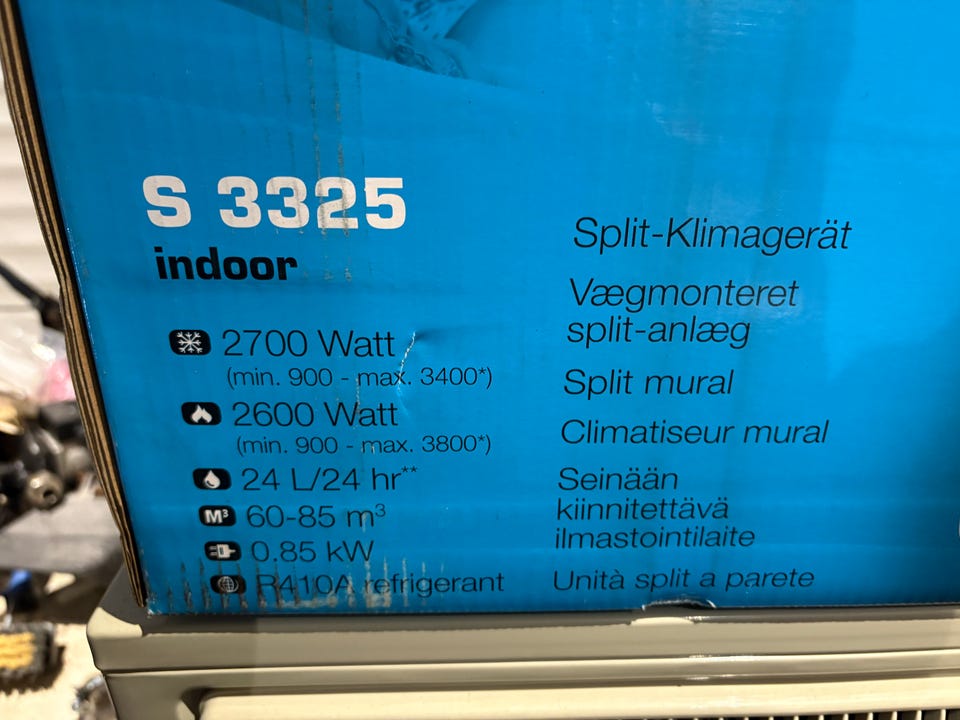 S 3325
indoor
2700 Watt
(min. 900 - max. 3400*)
2600 Watt
(min. 900 - max. 3800*)
24 L/24 hr**
M³ 60-85 m³
0.85 kW
R410A refrigerant
Split-Klimagerät
Vægmonteret
split-anlæg
Split mural
Climatiseur mural
Seinään
kiinnitettävä
ilmastointilaite
Unità split a parete